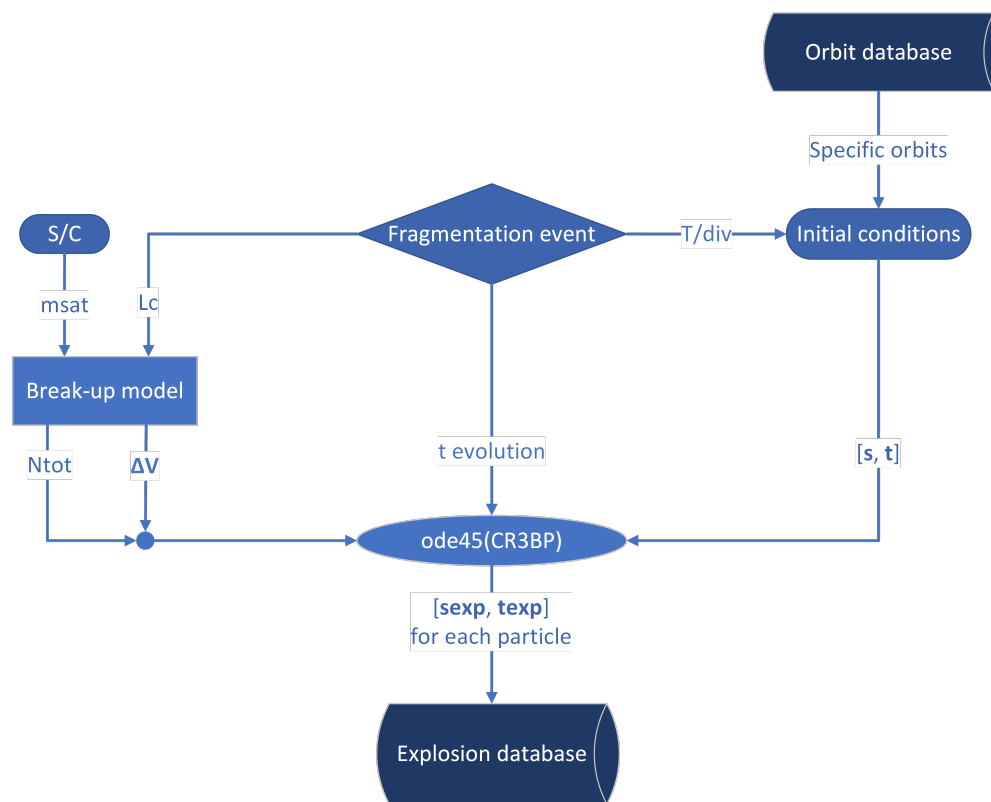 Orbit database
Specific orbits
S/C
Fragmentation event
T/div
Initial conditions
msat
Lc
Break-up model
Ntot
ΔV
t evolution
[s, t]
ode45(CR3BP)
[sexp, texp]
for each particle
Explosion database